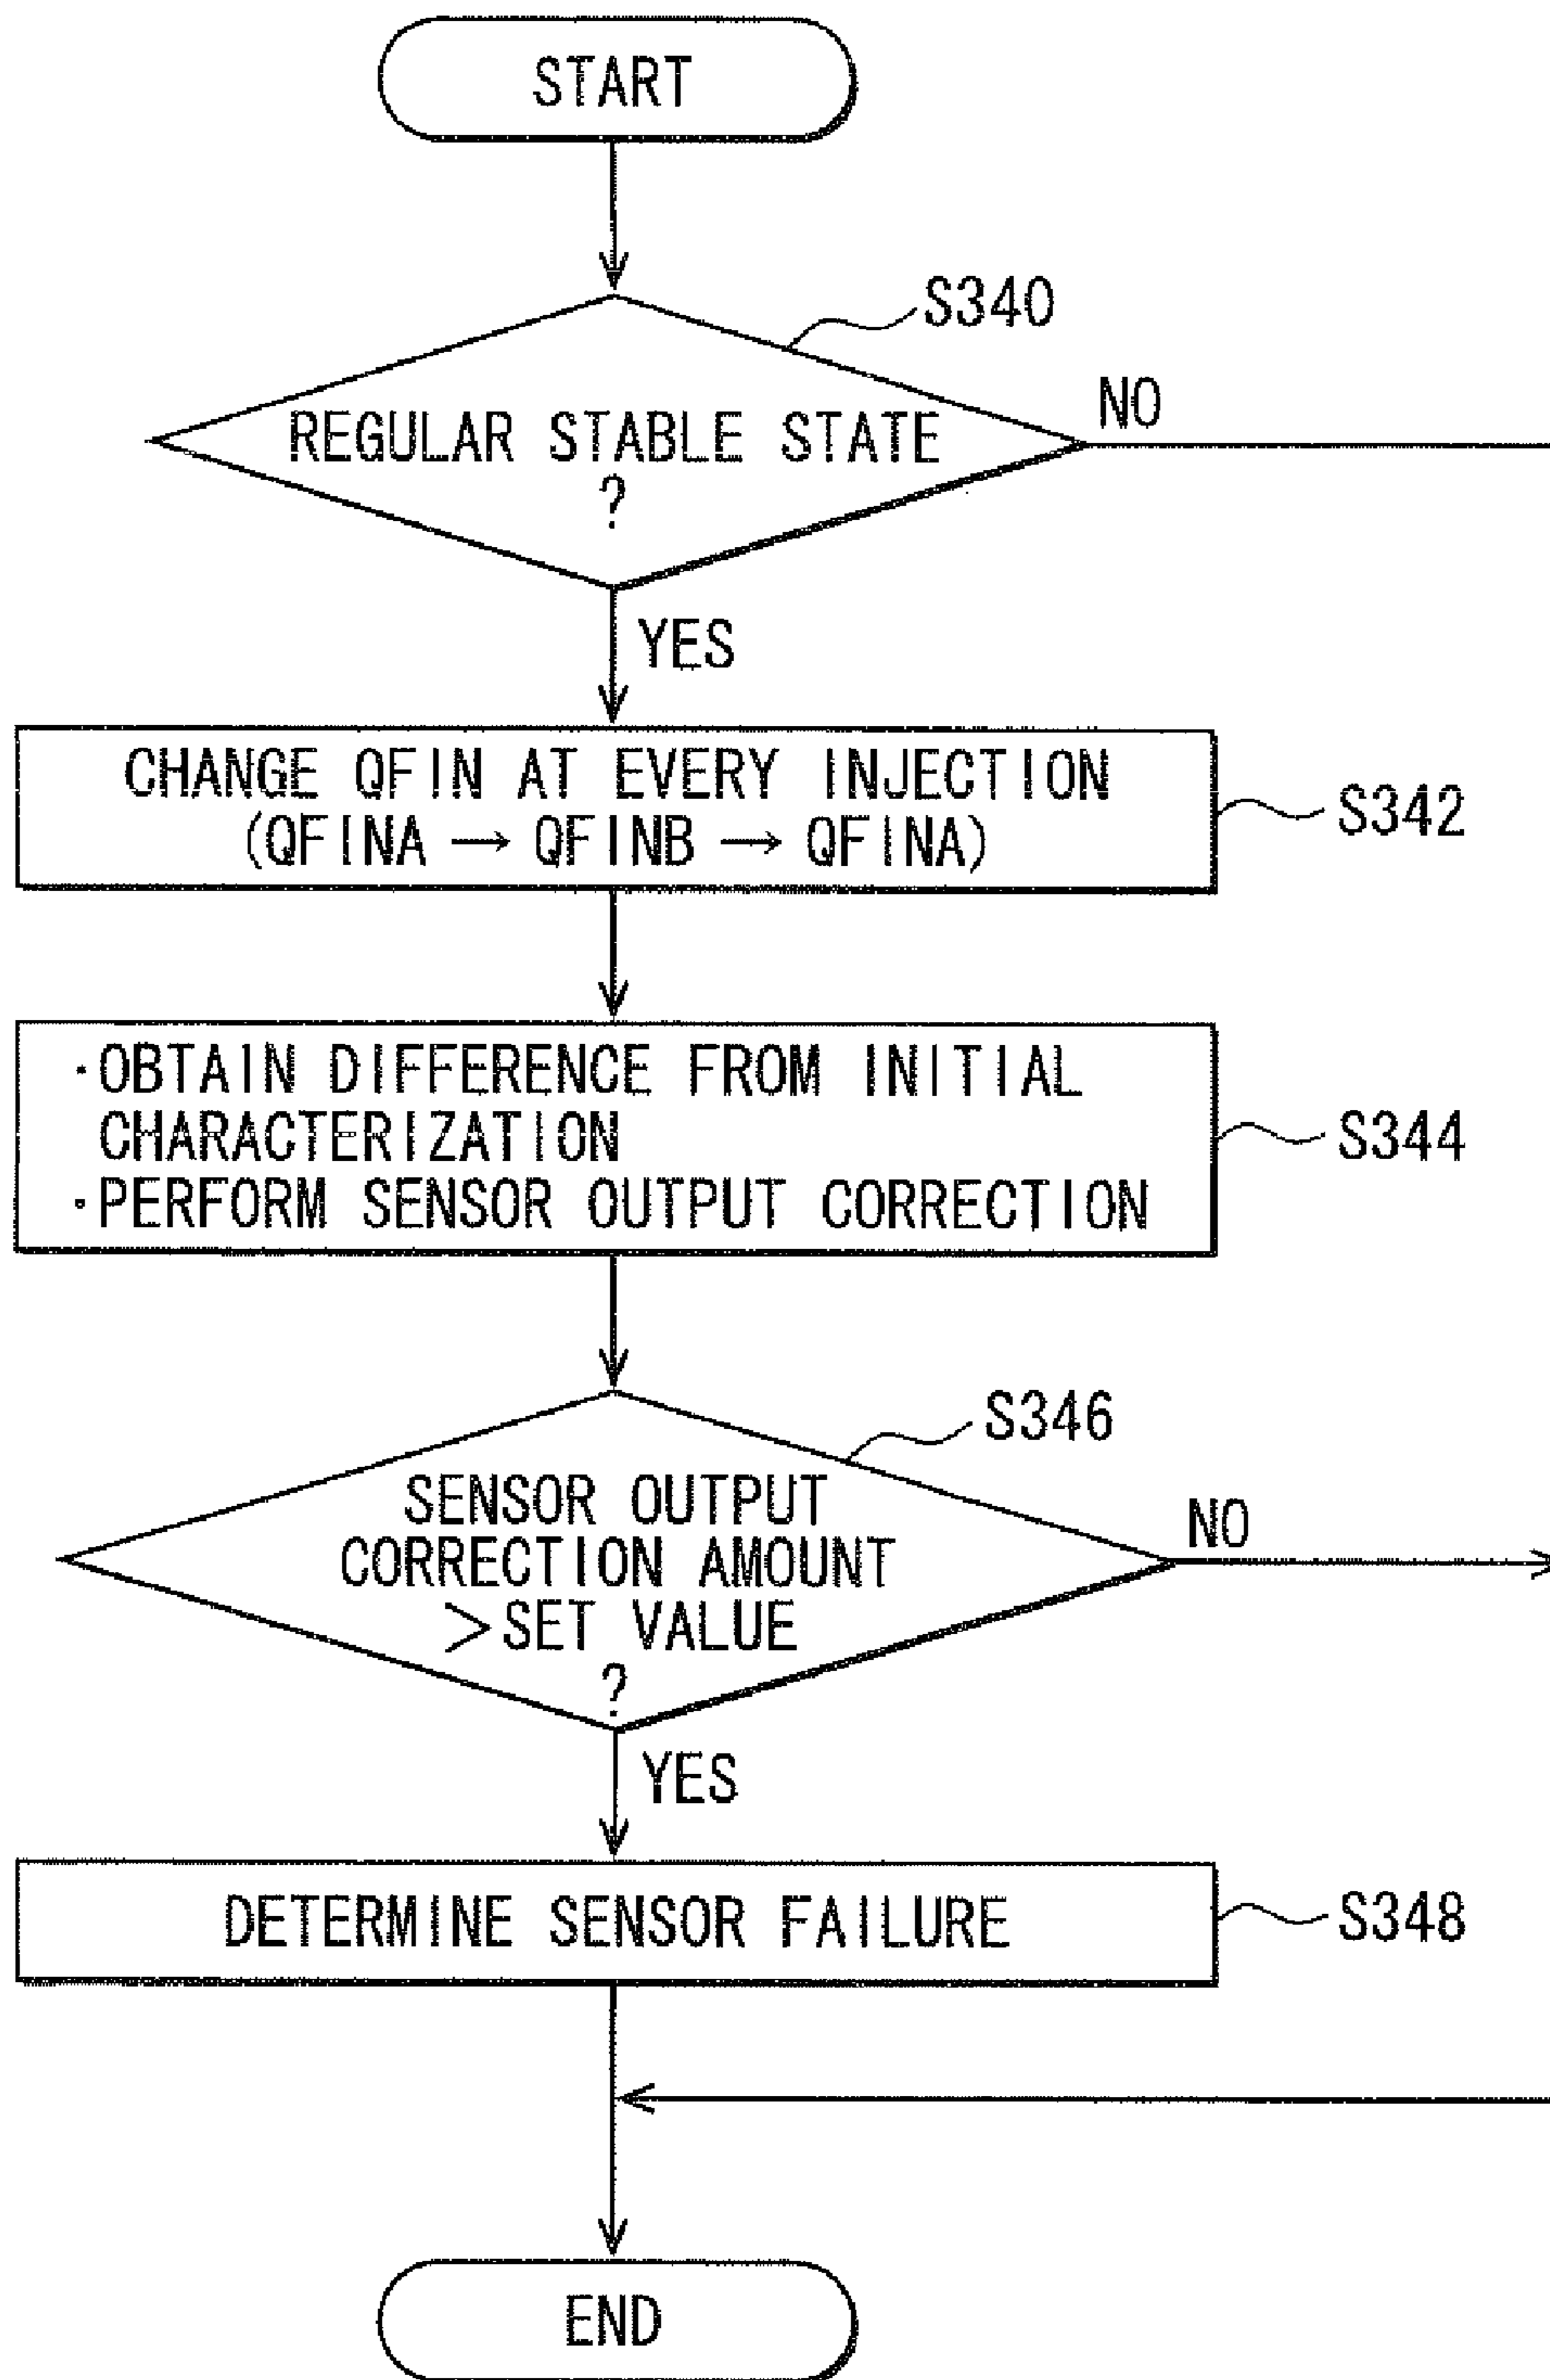 START
S340
REGULAR STABLE STATE
?
NO
YES
CHANGE QFIN AT EVERY INJECTION
(QFINA → QFINB → QFINA)
S342
·OBTAIN DIFFERENCE FROM INITIAL
CHARACTERIZATION
·PERFORM SENSOR OUTPUT CORRECTION
S344
S346
SENSOR OUTPUT
CORRECTION AMOUNT
>SET VALUE
?
NO
YES
DETERMINE SENSOR FAILURE
S348
END